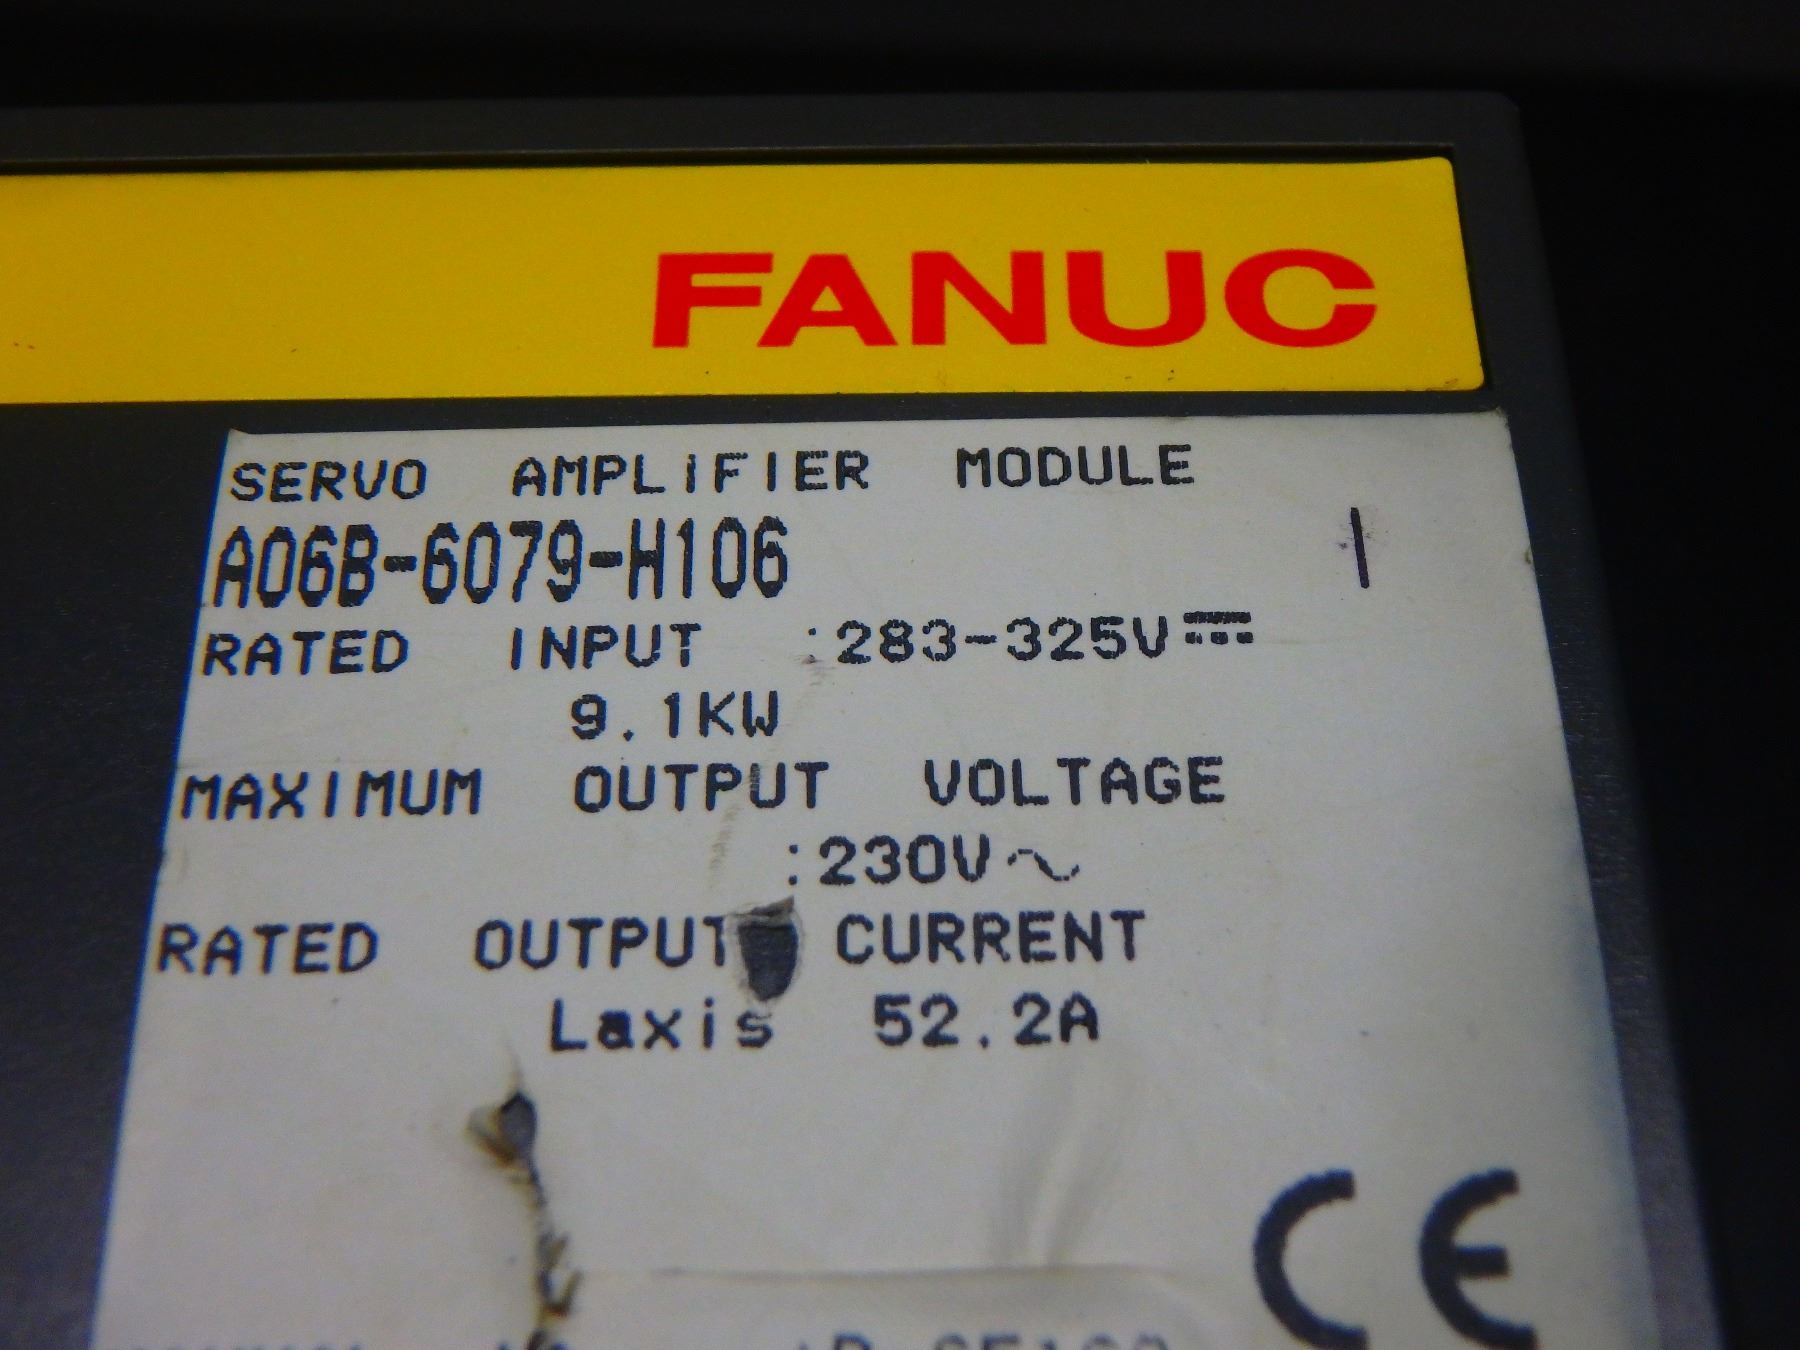 FANUC
SERVO AMPLIFIER MODULE
A06B-6079-H106
RATED INPUT :283-325V⎓
9.1KW
MAXIMUM OUTPUT VOLTAGE
:230V~
RATED OUTPUT CURRENT
Laxis 52.2A
CE